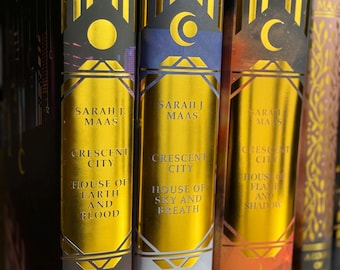 SARAH J
MAAS
CRESCENT
CITY
HOUSE OF
EARTH
AND
BLOOD
SARAH J
MAAS
CRESCENT
CITY
HOUSE OF
SKY AND
BREATH
SARAH J
MAAS
CRESCENT
CITY
HOUSE OF
FLAME
AND
SHADOW